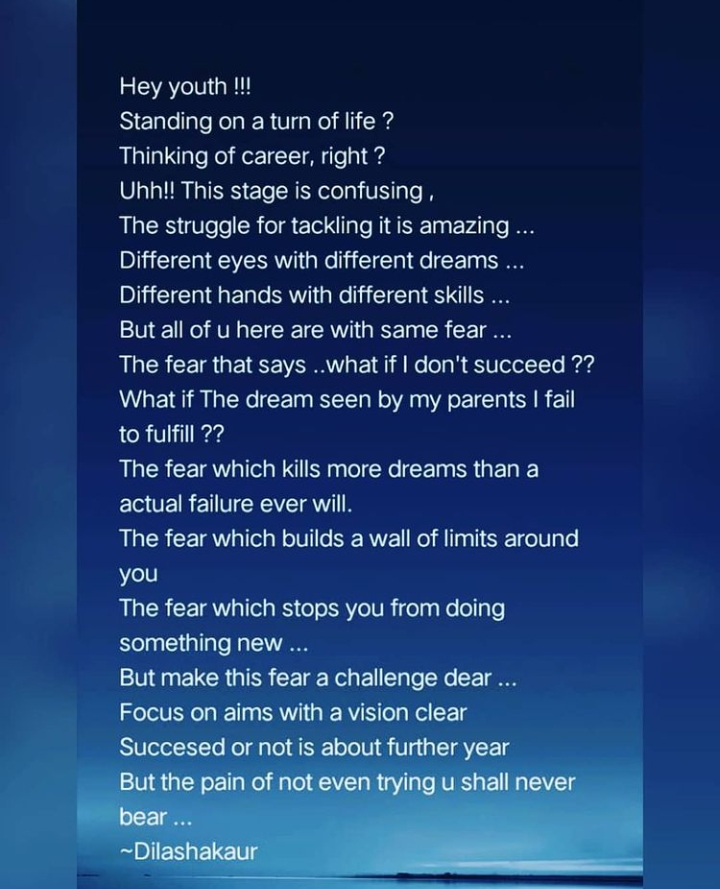 Hey youth !!!
Standing on a turn of life ?
Thinking of career, right ?
Uhh!! This stage is confusing ,
The struggle for tackling it is amazing ...
Different eyes with different dreams ...
Different hands with different skills ...
But all of u here are with same fear ...
The fear that says ..what if I don't succeed ??
What if The dream seen by my parents I fail
to fulfill ??
The fear which kills more dreams than a
actual failure ever will.
The fear which builds a wall of limits around
you
The fear which stops you from doing
something new ...
But make this fear a challenge dear ...
Focus on aims with a vision clear
Succesed or not is about further year
But the pain of not even trying u shall never
bear ...
~Dilashakaur